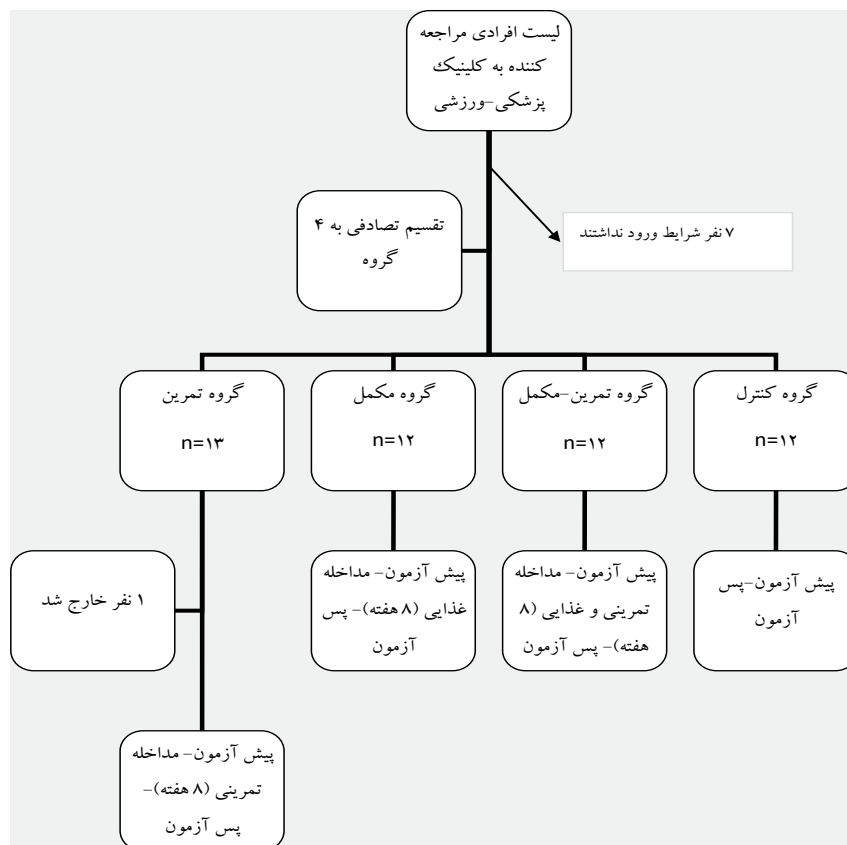 لیست افرادی مراجعه
کننده به کلینیک
پزشکی-ورزشی
تقسیم تصادفی به ۴
گروه
۷ نفر شرایط ورود نداشتند
گروه کنترل
n=۱۲
گروه تمرین-مکمل
n=۱۲
گروه مکمل
n=۱۲
گروه تمرین
n=۱۳
پیش آزمون-پس
آزمون
پیش آزمون- مداخله
تمرینی و غذایی (۸
هفته)- پس آزمون
پیش آزمون- مداخله
غذایی (۸ هفته)- پس
آزمون
۱ نفر خارج شد
پیش آزمون- مداخله
تمرینی (۸ هفته)-
پس آزمون